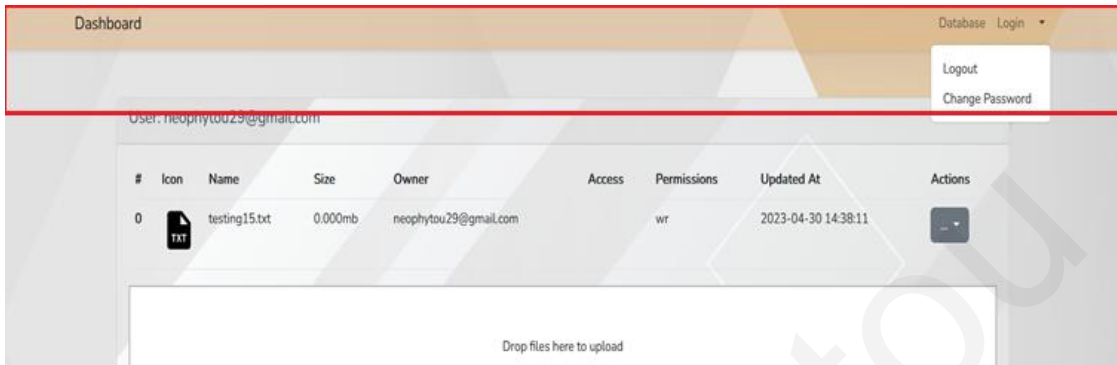 Dashboard Database Login
Logout
Change Password
User: neophytou29@gmail.com
# Icon Name Size Owner Access Permissions Updated At Actions
0 TXT testing15.txt 0.000mb neophytou29@gmail.com wr 2023-04-30 14:38:11 ...
Drop files here to upload